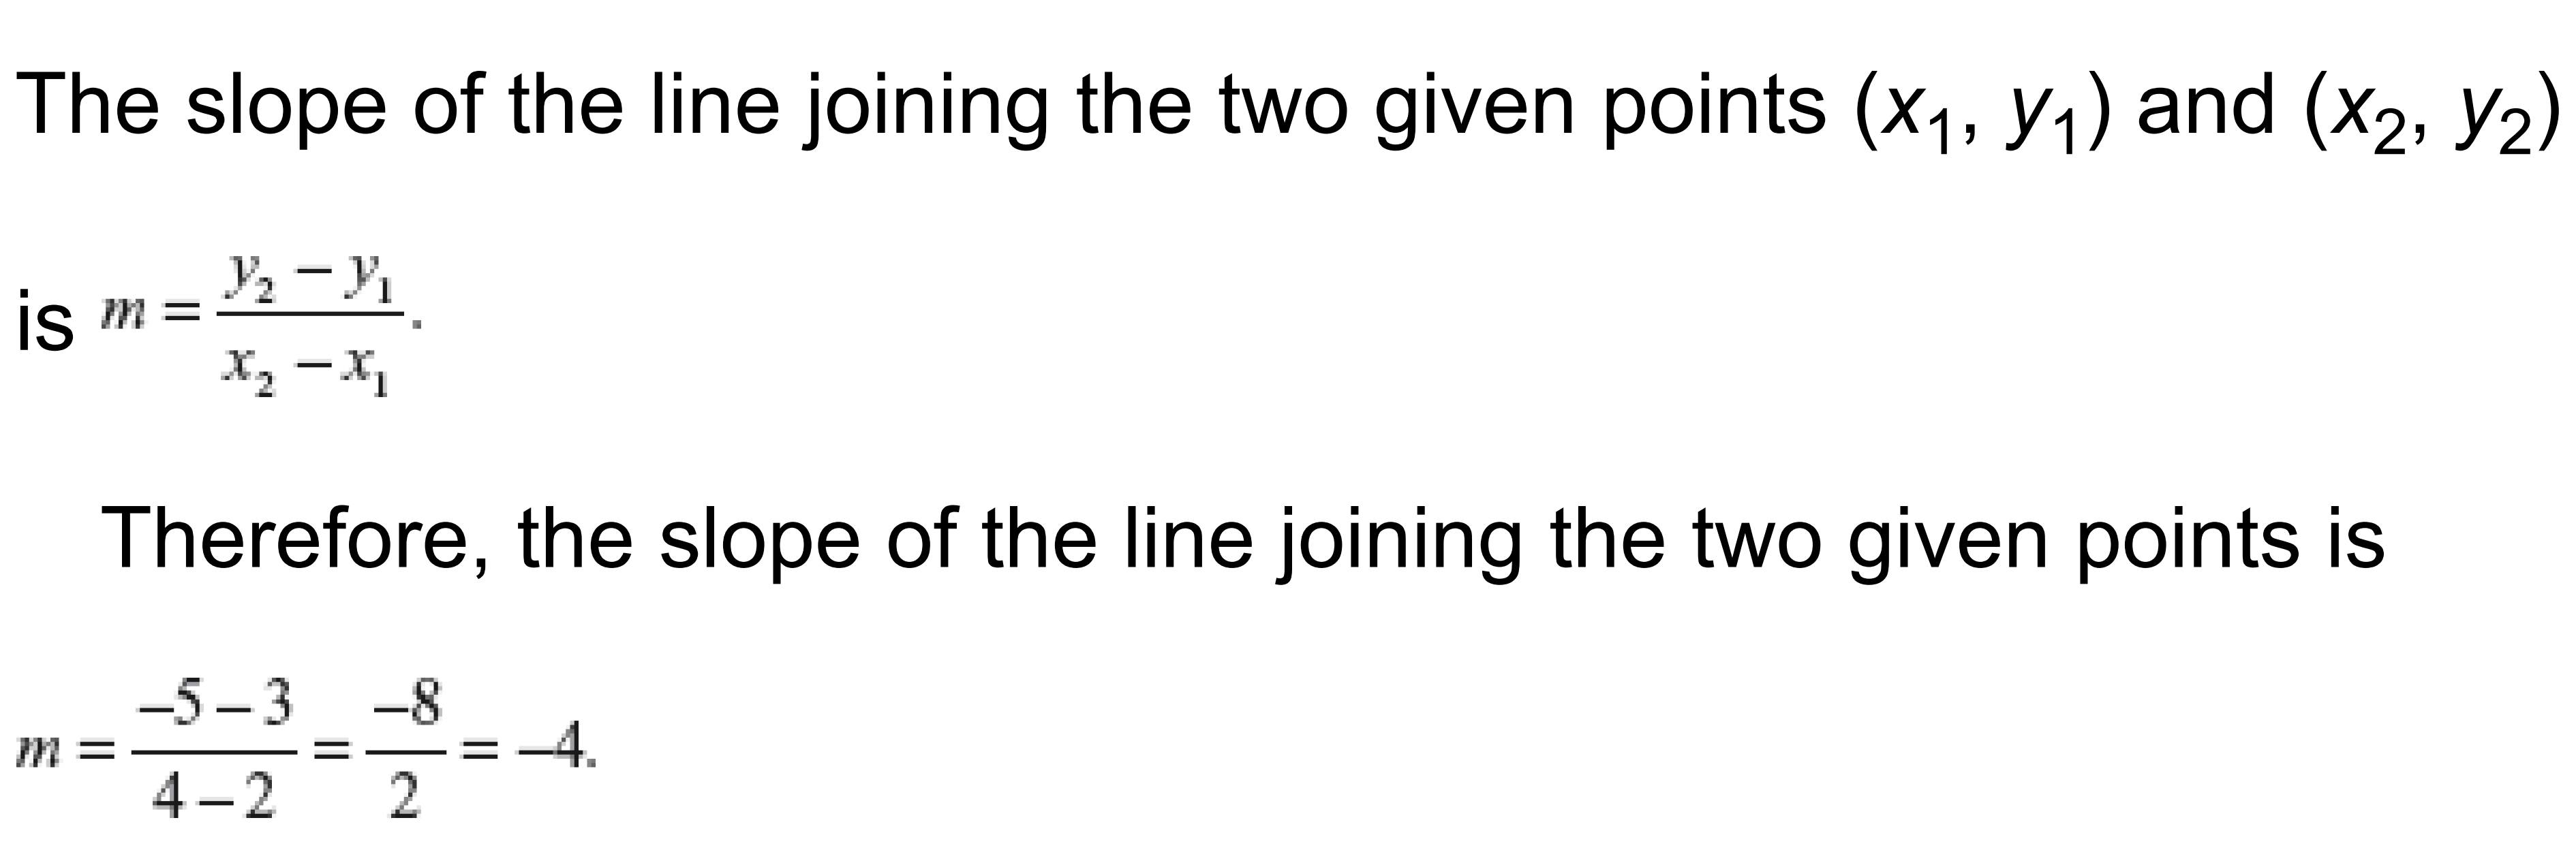 The slope of the line joining the two given points (x₁, y₁) and (x₂, y₂)
is m = (y₂ − y₁)/(x₂ − x₁).
Therefore, the slope of the line joining the two given points is
m = (−5 − 3)/(4 − 2) = −8/2 = −4.